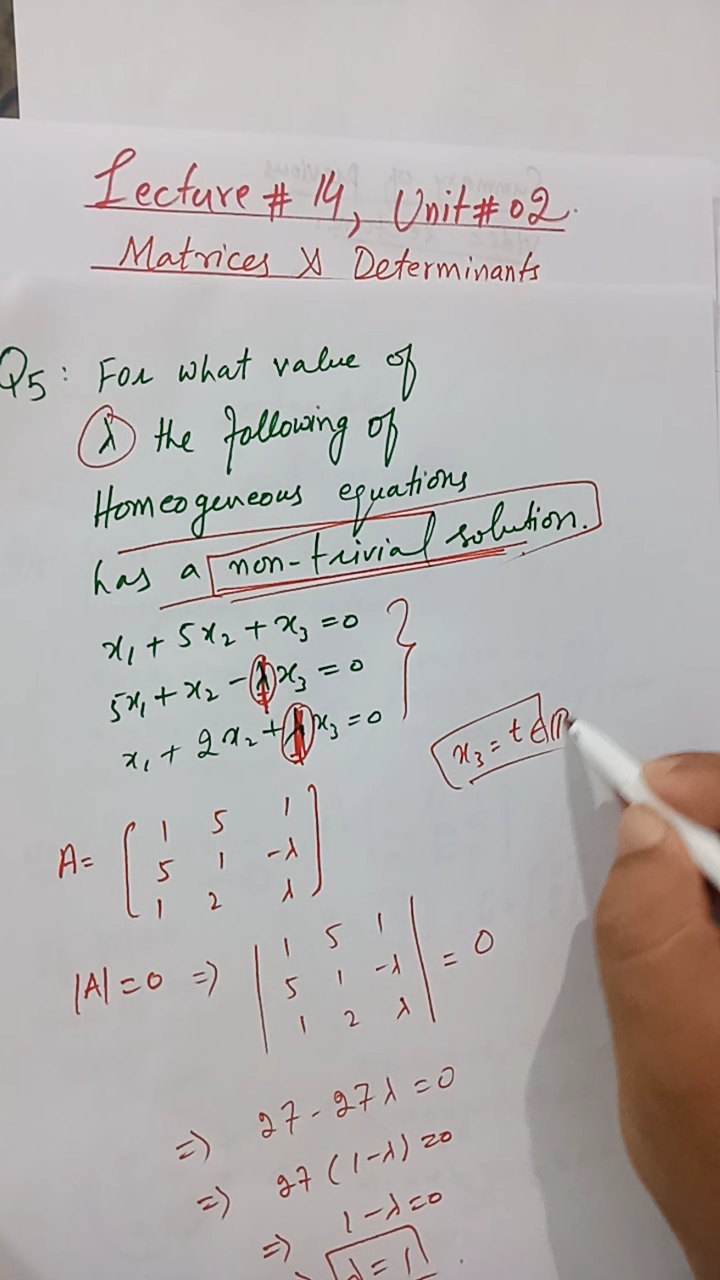 Lecture # 14, Unit # 02.
Matrices & Determinants
Q5: For what value of
λ the following of
Homeogeneous equations
has a non-trivial solution.
x₁ + 5x₂ + x₃ = 0
5x₁ + x₂ - λx₃ = 0
x₁ + 2x₂ + λx₃ = 0
x₃ = t ∈ R
A = [ 1 5 1
5 1 -λ
1 2 λ ]
|A| = 0 => | 1 5 1
5 1 -λ
1 2 λ | = 0
=> 27 - 27λ = 0
=> 27 (1-λ) = 0
=> 1-λ = 0
λ = 1